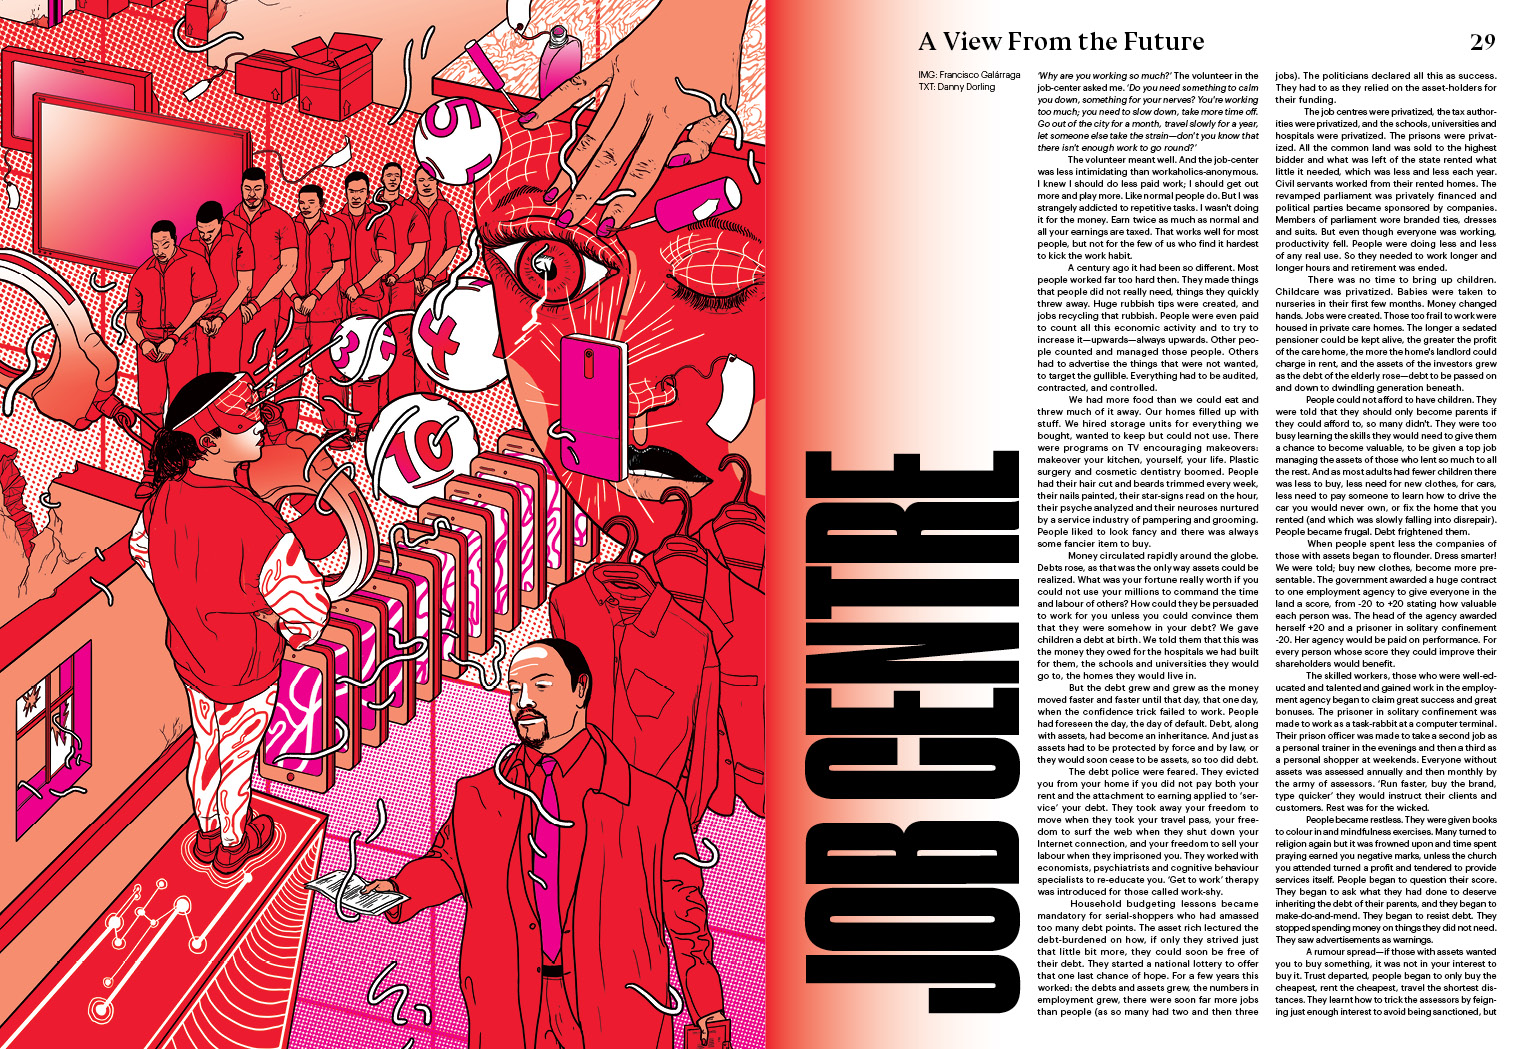 A View From the Future
29
IMG: Francisco Galárraga
TXT: Danny Dorling
JOB CENTRE
'Why are you working so much?' The volunteer in the
job-center asked me. 'Do you need something to calm
you down, something for your nerves? You're working
too much; you need to slow down, take more time off.
Go out of the city for a month, travel slowly for a year,
let someone else take the strain—don't you know that
there isn't enough work to go round?'
The volunteer meant well. And the job-center
was less intimidating than workaholics-anonymous.
I knew I should do less paid work; I should get out
more and play more. Like normal people do. But I was
strangely addicted to repetitive tasks. I wasn't doing
it for the money. Earn twice as much as normal and
all your earnings are taxed. That works well for most
people, but not for the few of us who find it hardest
to kick the work habit.
A century ago it had been so different. Most
people worked far too hard then. They made things
that people did not really need, things they quickly
threw away. Huge rubbish tips were created, and
jobs recycling that rubbish. People were even paid
to count all this economic activity and to try to
increase it—upwards—always upwards. Other peo-
ple counted and managed those people. Others
had to advertise the things that were not wanted,
to target the gullible. Everything had to be audited,
contracted, and controlled.
We had more food than we could eat and
threw much of it away. Our homes filled up with
stuff. We hired storage units for everything we
bought, wanted to keep but could not use. There
were programs on TV encouraging makeovers:
makeover your kitchen, yourself, your life. Plastic
surgery and cosmetic dentistry boomed. People
had their hair cut and beards trimmed every week,
their nails painted, their star-signs read on the hour,
their psyche analyzed and their neuroses nurtured
by a service industry of pampering and grooming.
People liked to look fancy and there was always
some fancier item to buy.
Money circulated rapidly around the globe.
Debts rose, as that was the only way assets could be
realized. What was your fortune really worth if you
could not use your millions to command the time
and labour of others? How could they be persuaded
to work for you unless you could convince them
that they were somehow in your debt? We gave
children a debt at birth. We told them that this was
the money they owed for the hospitals we had built
for them, the schools and universities they would
go to, the homes they would live in.
But the debt grew and grew as the money
moved faster and faster until that day, that one day,
when the confidence trick failed to work. People
had foreseen the day, the day of default. Debt, along
with assets, had become an inheritance. And just as
assets had to be protected by force and by law, or
they would soon cease to be assets, so too did debt.
The debt police were feared. They evicted
you from your home if you did not pay both your
rent and the attachment to earning applied to 'ser-
vice' your debt. They took away your freedom to
move when they took your travel pass, your free-
dom to surf the web when they shut down your
Internet connection, and your freedom to sell your
labour when they imprisoned you. They worked with
economists, psychiatrists and cognitive behaviour
specialists to re-educate you. 'Get to work' therapy
was introduced for those called work-shy.
Household budgeting lessons became
mandatory for serial-shoppers who had amassed
too many debt points. The asset rich lectured the
debt-burdened on how, if only they strived just
that little bit more, they could soon be free of
their debt. They started a national lottery to offer
that one last chance of hope. For a few years this
worked: the debts and assets grew, the numbers in
employment grew, there were soon far more jobs
than people (as so many had two and then three
jobs). The politicians declared all this as success.
They had to as they relied on the asset-holders for
their funding.
The job centres were privatized, the tax author-
ities were privatized, and the schools, universities and
hospitals were privatized. The prisons were privat-
ized. All the common land was sold to the highest
bidder and what was left of the state rented what
little it needed, which was less and less each year.
Civil servants worked from their rented homes. The
revamped parliament was privately financed and
political parties became sponsored by companies.
Members of parliament wore branded ties, dresses
and suits. But even though everyone was working,
productivity fell. People were doing less and less
of any real use. So they needed to work longer and
longer hours and retirement was ended.
There was no time to bring up children.
Childcare was privatized. Babies were taken to
nurseries in their first few months. Money changed
hands. Jobs were created. Those too frail to work were
housed in private care homes. The longer a sedated
pensioner could be kept alive, the greater the profit
of the care home, the more the home's landlord could
charge in rent, and the assets of the investors grew
as the debt of the elderly rose—debt to be passed on
and down to dwindling generation beneath.
People could not afford to have children. They
were told that they should only become parents if
they could afford to, so many didn't. They were too
busy learning the skills they would need to give them
a chance to become valuable, to be given a top job
managing the assets of those who lent so much to all
the rest. And as most adults had fewer children there
was less to buy, less need for new clothes, for cars,
less need to pay someone to learn how to drive the
car you would never own, or fix the home that you
rented (and which was slowly falling into disrepair).
People became frugal. Debt frightened them.
When people spent less the companies of
those with assets began to flounder. Dress smarter!
We were told; buy new clothes, become more pre-
sentable. The government awarded a huge contract
to one employment agency to give everyone in the
land a score, from -20 to +20 stating how valuable
each person was. The head of the agency awarded
herself +20 and a prisoner in solitary confinement
-20. Her agency would be paid on performance. For
every person whose score they could improve their
shareholders would benefit.
The skilled workers, those who were well-ed-
ucated and talented and gained work in the employ-
ment agency began to claim great success and great
bonuses. The prisoner in solitary confinement was
made to work as a task-rabbit at a computer terminal.
Their prison officer was made to take a second job as
a personal trainer in the evenings and then a third as
a personal shopper at weekends. Everyone without
assets was assessed annually and then monthly by
the army of assessors. 'Run faster, buy the brand,
type quicker' they would instruct their clients and
customers. Rest was for the wicked.
People became restless. They were given books
to colour in and mindfulness exercises. Many turned to
religion again but it was frowned upon and time spent
praying earned you negative marks, unless the church
you attended turned a profit and tendered to provide
services itself. People began to question their score.
They began to ask what they had done to deserve
inheriting the debt of their parents, and they began to
make-do-and-mend. They began to resist debt. They
stopped spending money on things they did not need.
They saw advertisements as warnings.
A rumour spread—if those with assets wanted
you to buy something, it was not in your interest to
buy it. Trust departed, people began to only buy the
cheapest, rent the cheapest, travel the shortest dis-
tances. They learnt how to trick the assessors by feign-
ing just enough interest to avoid being sanctioned, but
5
3
10